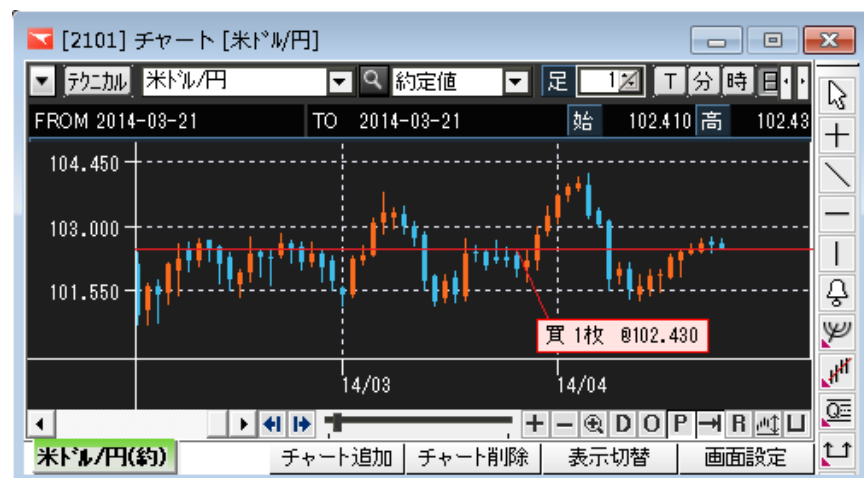 [2101] チャート [米ﾄﾞﾙ/円]
ﾃｸﾆｶﾙ 米ﾄﾞﾙ/円 約定値 足 1 T 分 時 日
FROM 2014-03-21 TO 2014-03-21 始 102.410 高 102.43
104.450
103.000
101.550
買 1枚 @102.430
14/03 14/04
D O P R
米ﾄﾞﾙ/円(約) チャート追加 チャート削除 表示切替 画面設定